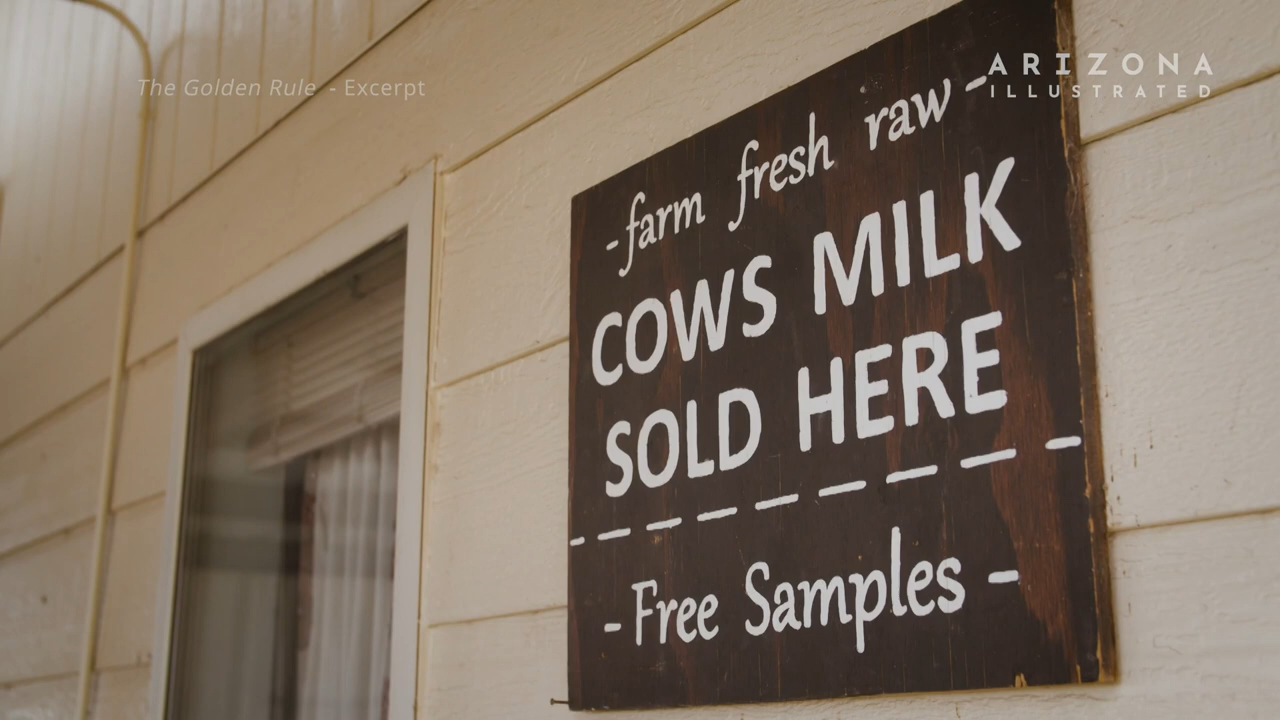 The Golden Rule - Excerpt
ARIZONA
ILLUSTRATED
-farm fresh raw-
COWS MILK
SOLD HERE
-Free Samples-